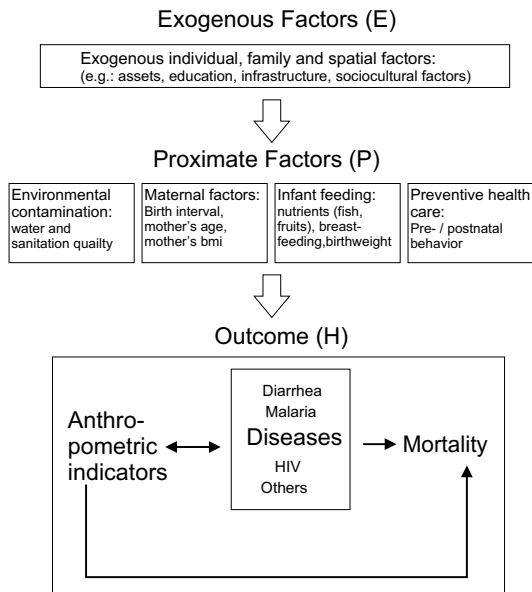 Exogenous Factors (E)
Exogenous individual, family and spatial factors:
(e.g.: assets, education, infrastructure, sociocultural factors)
Proximate Factors (P)
Environmental
contamination:
water and
sanitation quailty
Maternal factors:
Birth interval,
mother's age,
mother's bmi
Infant feeding:
nutrients (fish,
fruits), breast-
feeding,birthweight
Preventive health
care:
Pre- / postnatal
behavior
Outcome (H)
Anthro-
pometric
indicators
Diarrhea
Malaria
Diseases
HIV
Others
Mortality